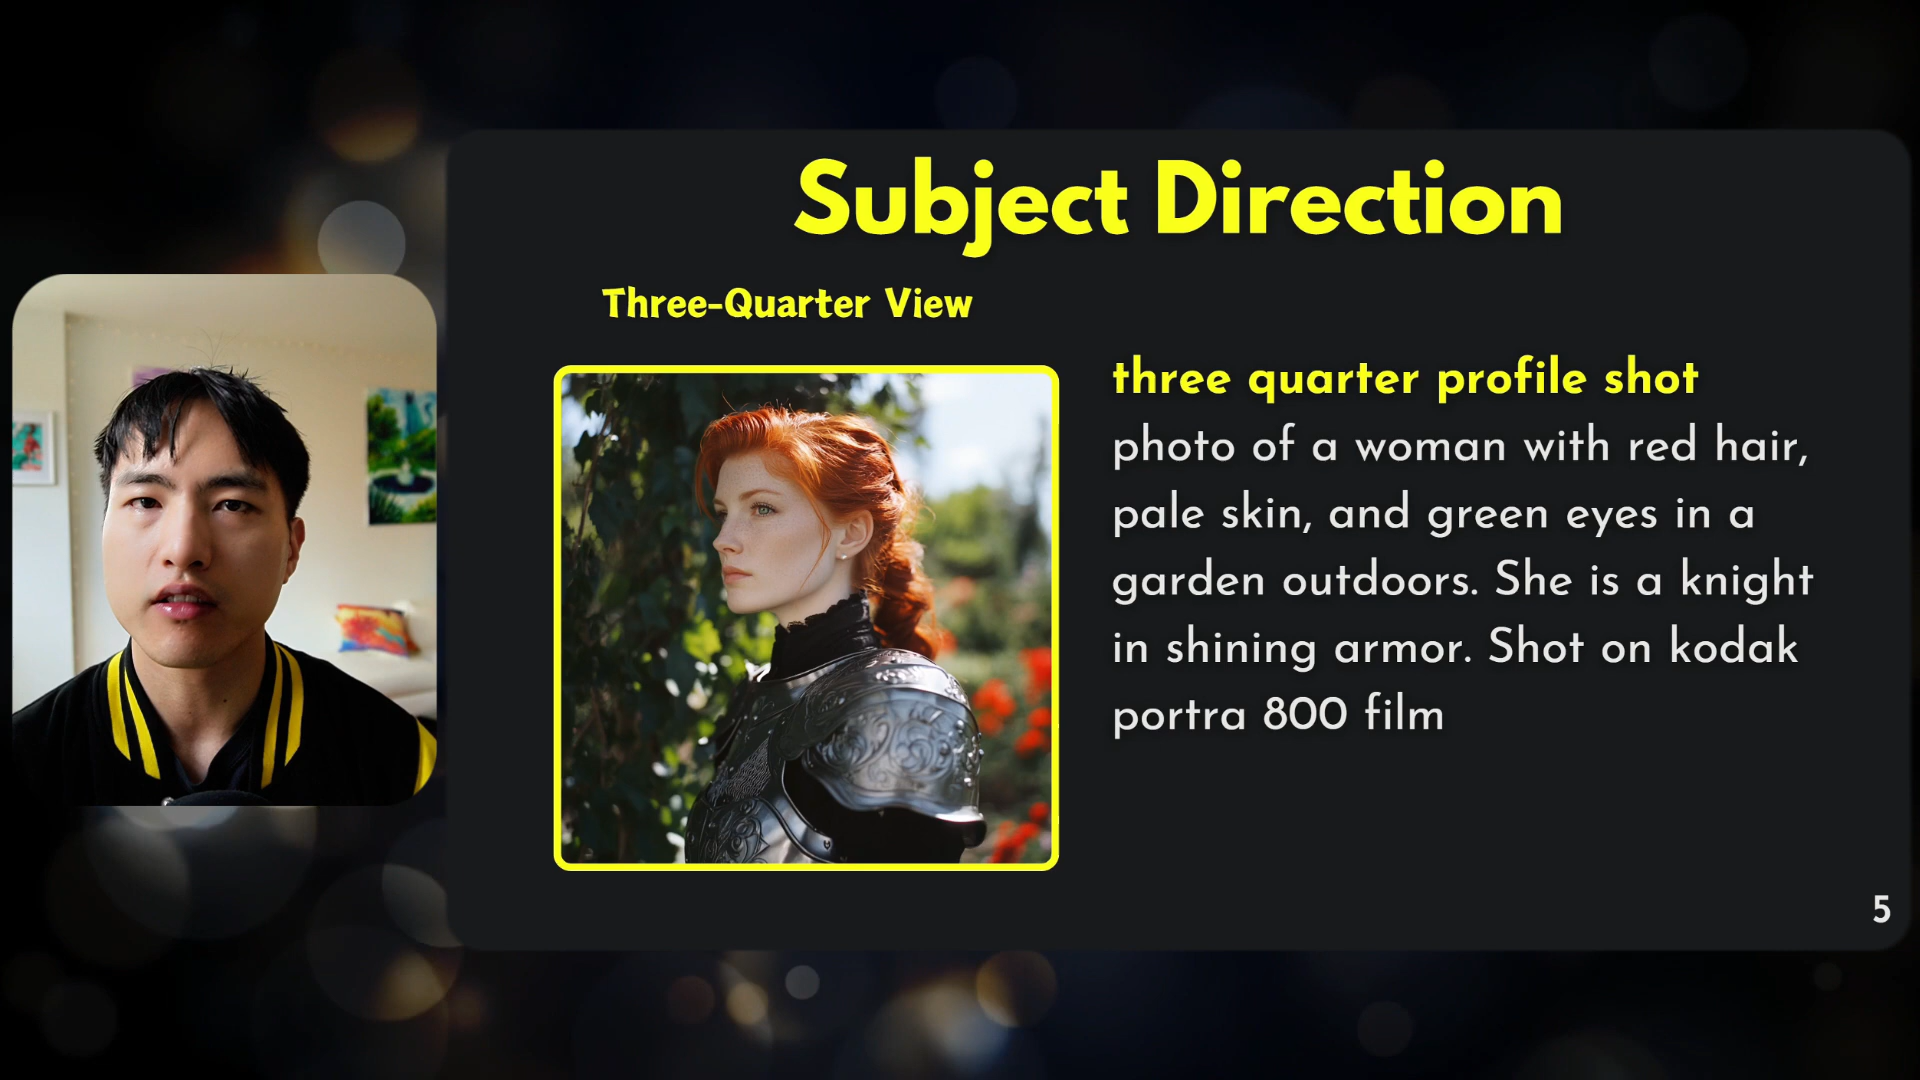 Subject Direction
Three-Quarter View
three quarter profile shot
photo of a woman with red hair,
pale skin, and green eyes in a
garden outdoors. She is a knight
in shining armor. Shot on kodak
portra 800 film
5